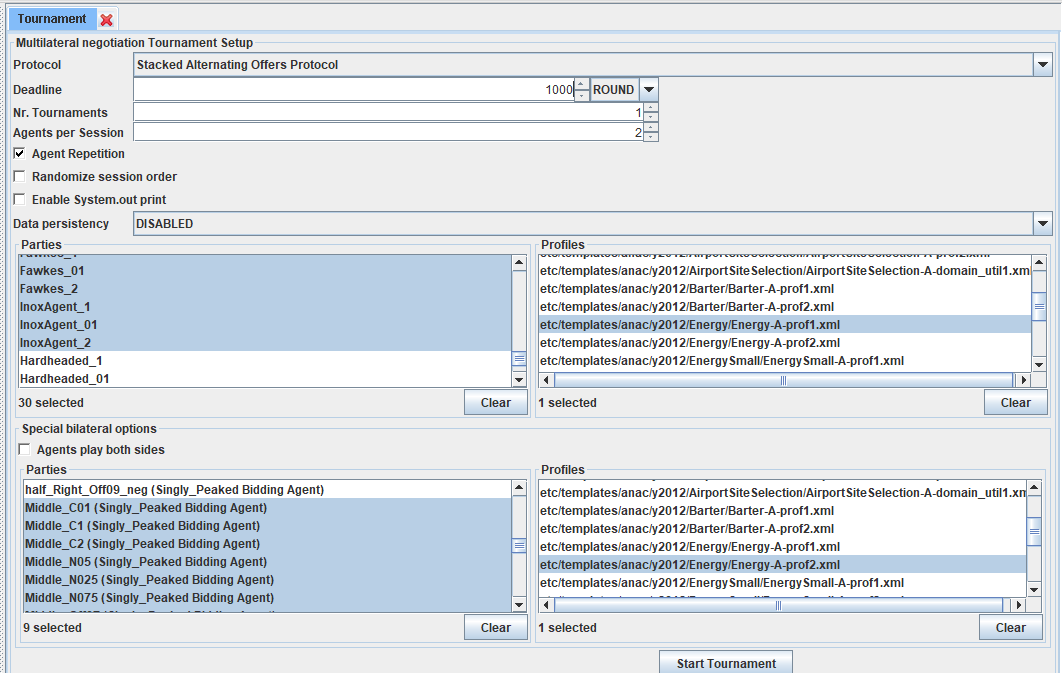 Tournament
Multilateral negotiation Tournament Setup
Protocol Stacked Alternating Offers Protocol
Deadline 1000 ROUND
Nr. Tournaments 1
Agents per Session 2
Agent Repetition
Randomize session order
Enable System.out print
Data persistency DISABLED
Parties
Fawkes_01
Fawkes_2
InoxAgent_1
InoxAgent_01
InoxAgent_2
Hardheaded_1
Hardheaded_01
30 selected Clear
Profiles
etc/templates/anac/y2012/AirportSiteSelection/AirportSiteSelection-A-domain_util1.xml
etc/templates/anac/y2012/Barter/Barter-A-prof1.xml
etc/templates/anac/y2012/Barter/Barter-A-prof2.xml
etc/templates/anac/y2012/Energy/Energy-A-prof1.xml
etc/templates/anac/y2012/Energy/Energy-A-prof2.xml
etc/templates/anac/y2012/EnergySmall/EnergySmall-A-prof1.xml
1 selected Clear
Special bilateral options
Agents play both sides
Parties
half_Right_Off09_neg (Singly_Peaked Bidding Agent)
Middle_C01 (Singly_Peaked Bidding Agent)
Middle_C1 (Singly_Peaked Bidding Agent)
Middle_C2 (Singly_Peaked Bidding Agent)
Middle_N05 (Singly_Peaked Bidding Agent)
Middle_N025 (Singly_Peaked Bidding Agent)
Middle_N075 (Singly_Peaked Bidding Agent)
9 selected Clear
Profiles
etc/templates/anac/y2012/AirportSiteSelection/AirportSiteSelection-A-domain_util1.xm
etc/templates/anac/y2012/Barter/Barter-A-prof1.xml
etc/templates/anac/y2012/Barter/Barter-A-prof2.xml
etc/templates/anac/y2012/Energy/Energy-A-prof1.xml
etc/templates/anac/y2012/Energy/Energy-A-prof2.xml
etc/templates/anac/y2012/EnergySmall/EnergySmall-A-prof1.xml
1 selected Clear
Start Tournament